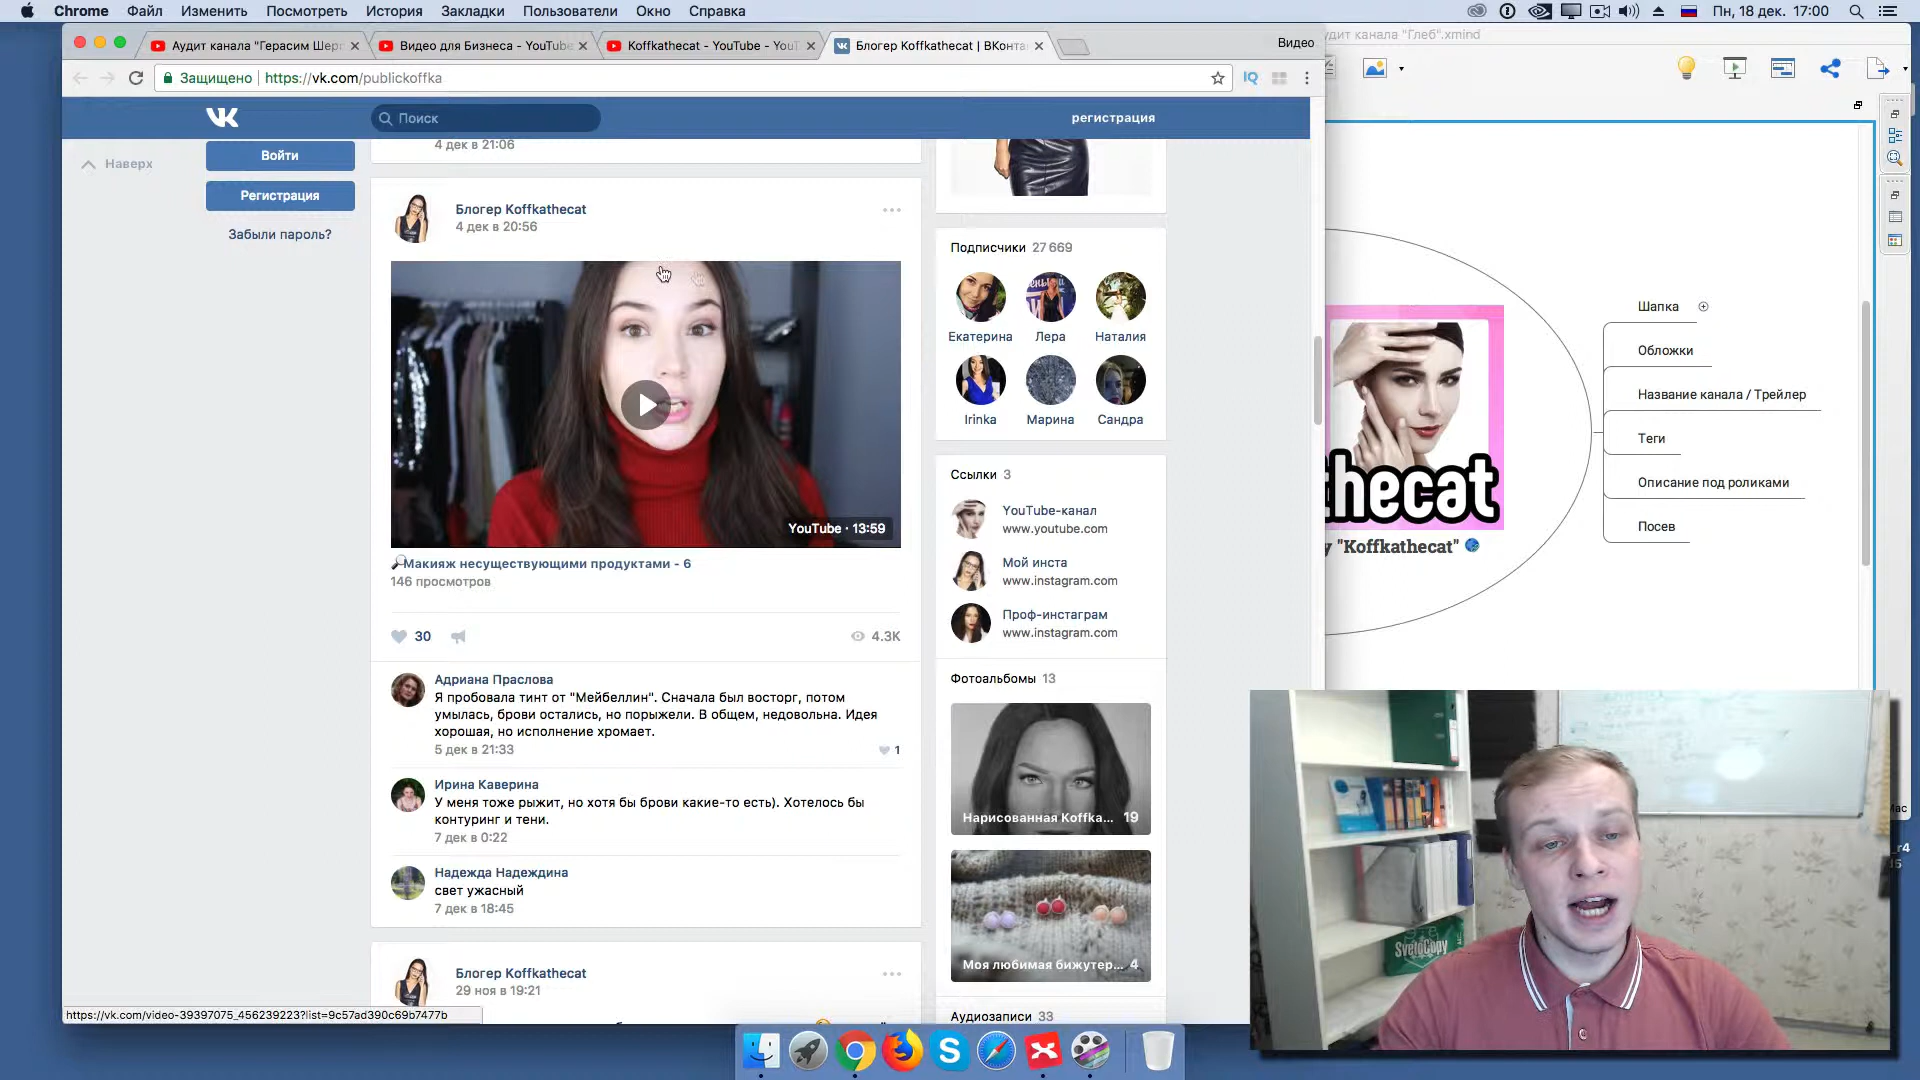 Chrome Файл Изменить Посмотреть История Закладки Пользователи Окно Справка
Пн, 18 дек. 17:00
Аудит канала "Герасим Шер
Видео для Бизнеса - YouTube
Koffkathecat - YouTube - You
Блогер Koffkathecat | ВКонта
Видео
Аудит канала "Глеб".xmind
Защищено https://vk.com/publickoffka
IQ
Поиск
регистрация
Наверх
Войти
Регистрация
Забыли пароль?
4 дек в 21:06
Блогер Koffkathecat
4 дек в 20:56
YouTube · 13:59
Макияж несуществующими продуктами - 6
146 просмотров
30
4.3K
Адриана Праслова
Я пробовала тинт от "Мейбеллин". Сначала был восторг, потом
умылась, брови остались, но порыжели. В общем, недовольна. Идея
хорошая, но исполнение хромает.
5 дек в 21:33
1
Ирина Каверина
У меня тоже рыжит, но хотя бы брови какие-то есть). Хотелось бы
контуринг и тени.
7 дек в 0:22
Надежда Надеждина
свет ужасный
7 дек в 18:45
Блогер Koffkathecat
29 ноя в 19:21
https://vk.com/video-39397075_456239223?list=9c57ad390c69b7477b
Подписчики 27 669
Екатерина Лера Наталия
Irinka Марина Сандра
Ссылки 3
YouTube-канал
www.youtube.com
Мой инста
www.instagram.com
Проф-инстаграм
www.instagram.com
Фотоальбомы 13
Нарисованная Koffka... 19
Моя любимая бижутер... 4
Аудиозаписи 33
thecat
y "Koffkathecat"
Шапка
Обложки
Название канала / Трейлер
Теги
Описание под роликами
Посев
SvetoCopy